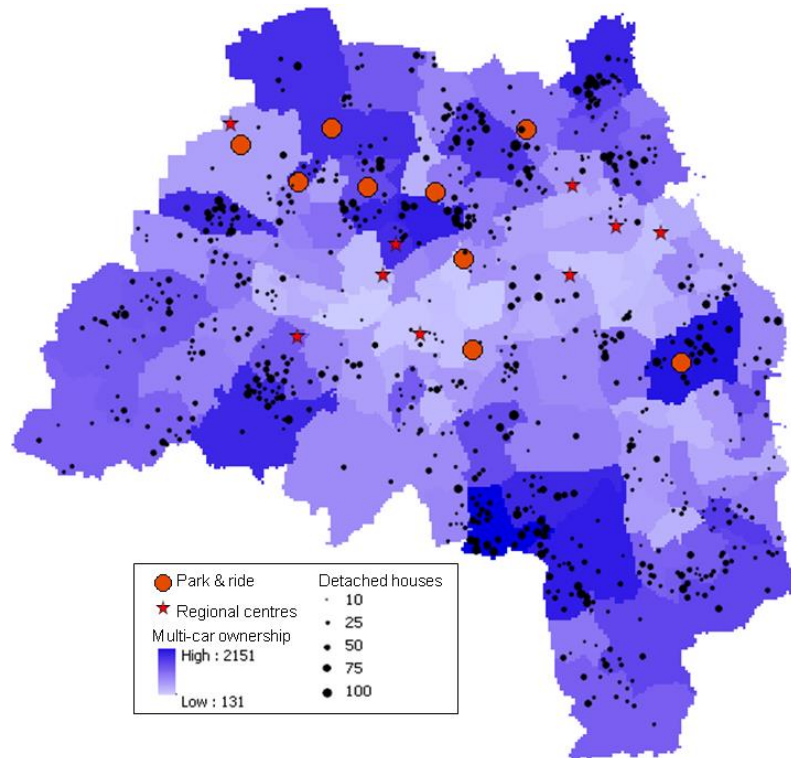 Park & ride
Regional centres
Multi-car ownership
High : 2151
Low : 131
Detached houses
10
25
50
75
100